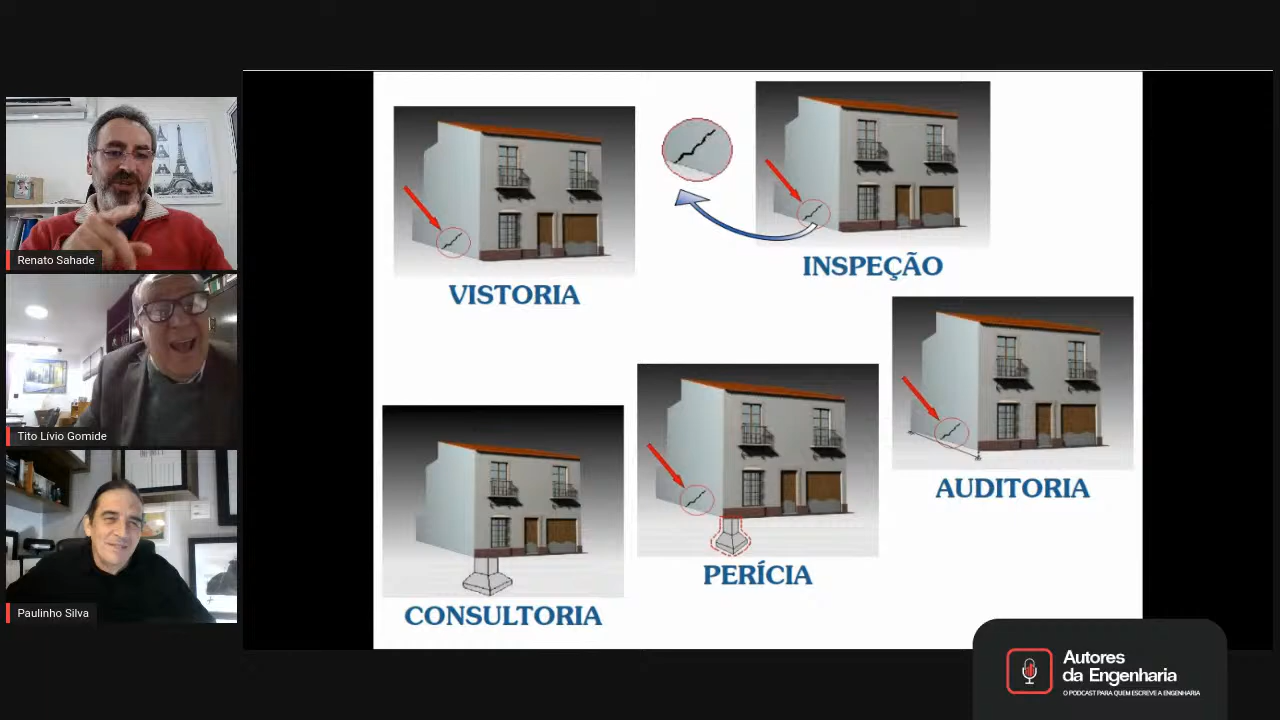 Renato Sahade
Tito Lívio Gomide
Paulinho Silva
VISTORIA
INSPEÇÃO
AUDITORIA
PERÍCIA
CONSULTORIA
Autores
da Engenharia
O PODCAST PARA QUEM ESCREVE A ENGENHARIA